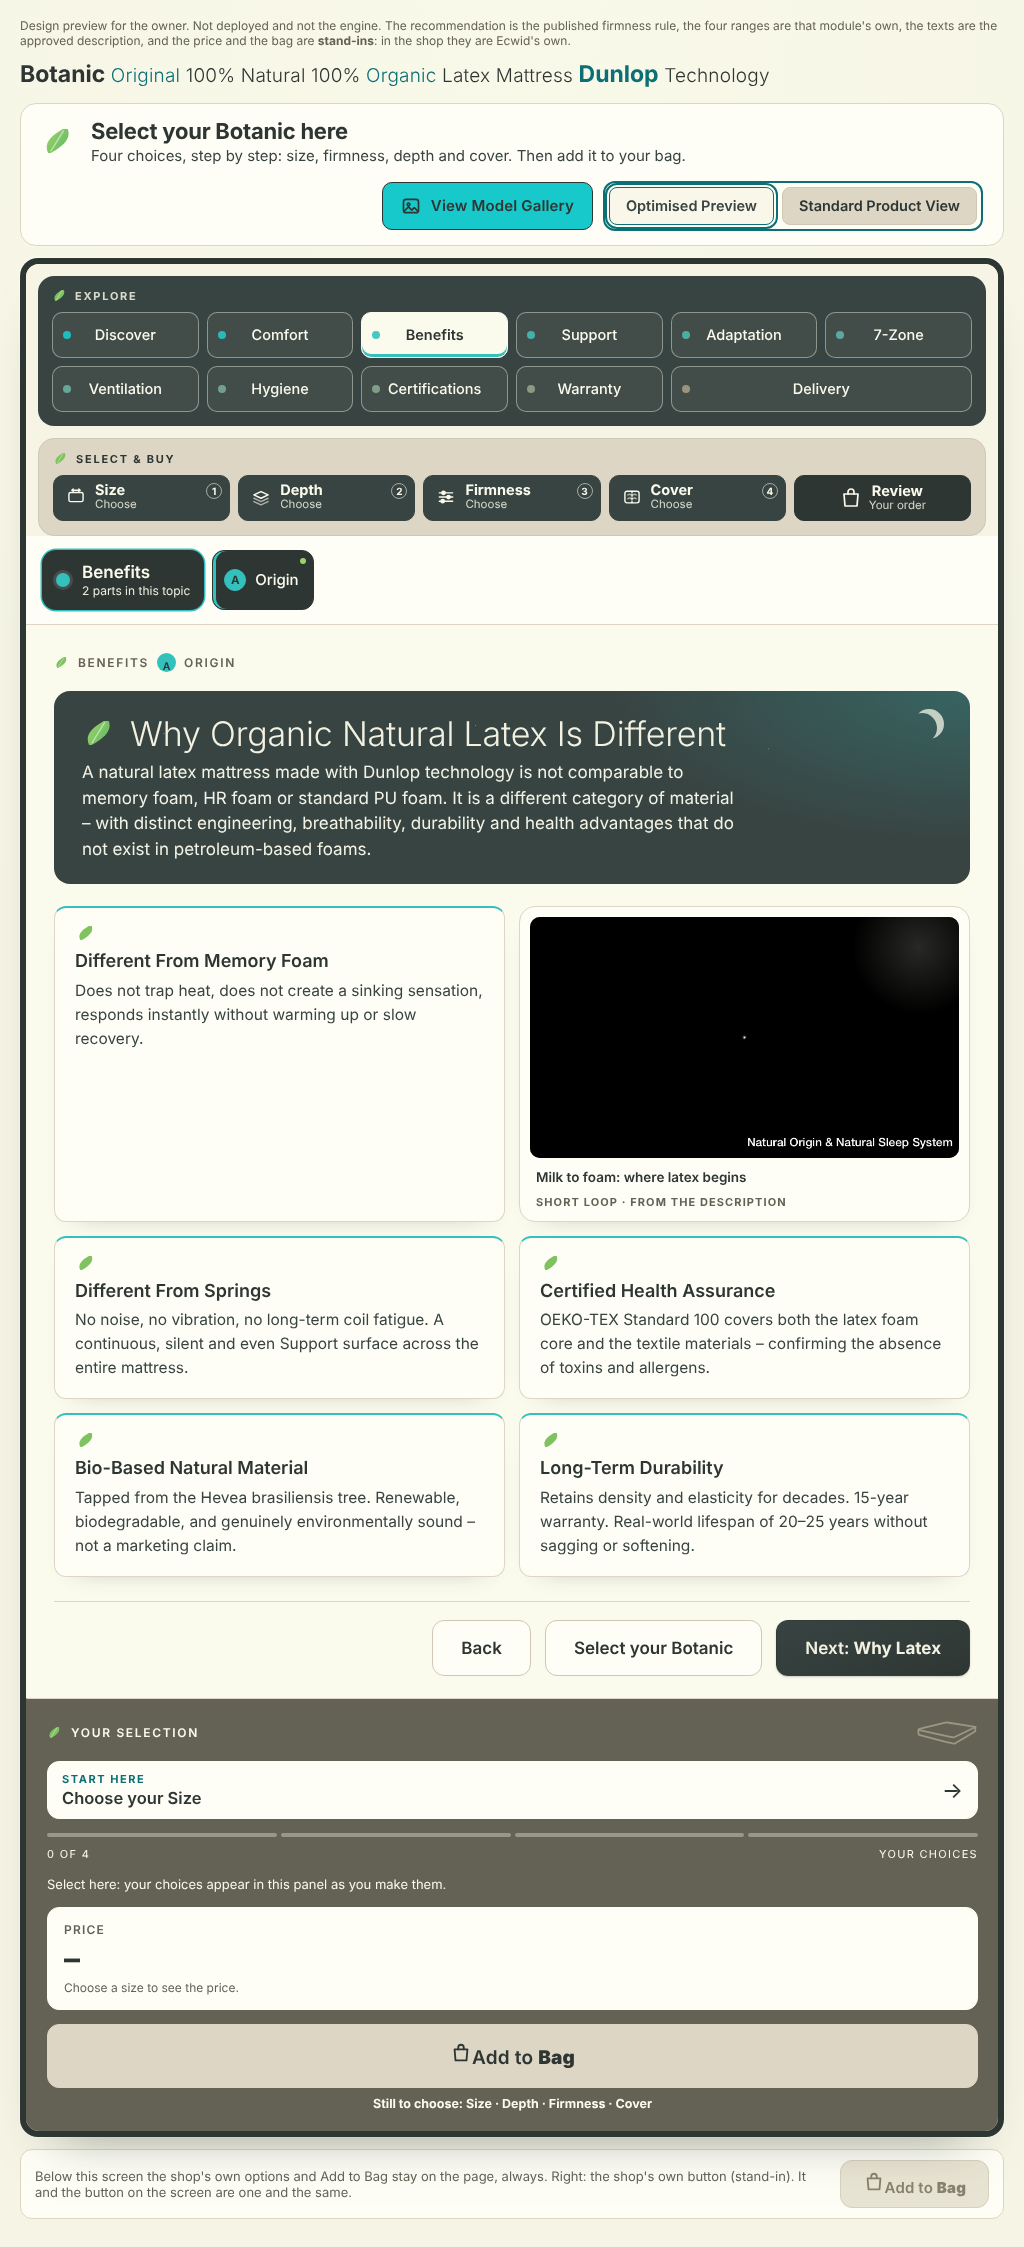 Design preview for the owner. Not deployed and not the engine. The recommendation is the published firmness rule, the four ranges are that module's own, the texts are the
approved description, and the price and the bag are stand-ins: in the shop they are Ecwid's own.
Botanic Original 100% Natural 100% Organic Latex Mattress Dunlop Technology
Select your Botanic here
Four choices, step by step: size, firmness, depth and cover. Then add it to your bag.
View Model Gallery
Optimised Preview
Standard Product View
EXPLORE
Discover
Comfort
Benefits
Support
Adaptation
7-Zone
Ventilation
Hygiene
Certifications
Warranty
Delivery
SELECT & BUY
Size
Choose
1
Depth
Choose
2
Firmness
Choose
3
Cover
Choose
4
Review
Your order
Benefits
2 parts in this topic
A Origin
BENEFITS A ORIGIN
Why Organic Natural Latex Is Different
A natural latex mattress made with Dunlop technology is not comparable to
memory foam, HR foam or standard PU foam. It is a different category of material
– with distinct engineering, breathability, durability and health advantages that do
not exist in petroleum-based foams.
Different From Memory Foam
Does not trap heat, does not create a sinking sensation,
responds instantly without warming up or slow
recovery.
Natural Origin & Natural Sleep System
Milk to foam: where latex begins
SHORT LOOP · FROM THE DESCRIPTION
Different From Springs
No noise, no vibration, no long-term coil fatigue. A
continuous, silent and even Support surface across the
entire mattress.
Certified Health Assurance
OEKO-TEX Standard 100 covers both the latex foam
core and the textile materials – confirming the absence
of toxins and allergens.
Bio-Based Natural Material
Tapped from the Hevea brasiliensis tree. Renewable,
biodegradable, and genuinely environmentally sound –
not a marketing claim.
Long-Term Durability
Retains density and elasticity for decades. 15-year
warranty. Real-world lifespan of 20–25 years without
sagging or softening.
Back
Select your Botanic
Next: Why Latex
YOUR SELECTION
START HERE
Choose your Size
0 OF 4
YOUR CHOICES
Select here: your choices appear in this panel as you make them.
PRICE
–
Choose a size to see the price.
Add to Bag
Still to choose: Size · Depth · Firmness · Cover
Below this screen the shop's own options and Add to Bag stay on the page, always. Right: the shop's own button (stand-in). It
and the button on the screen are one and the same.
Add to Bag